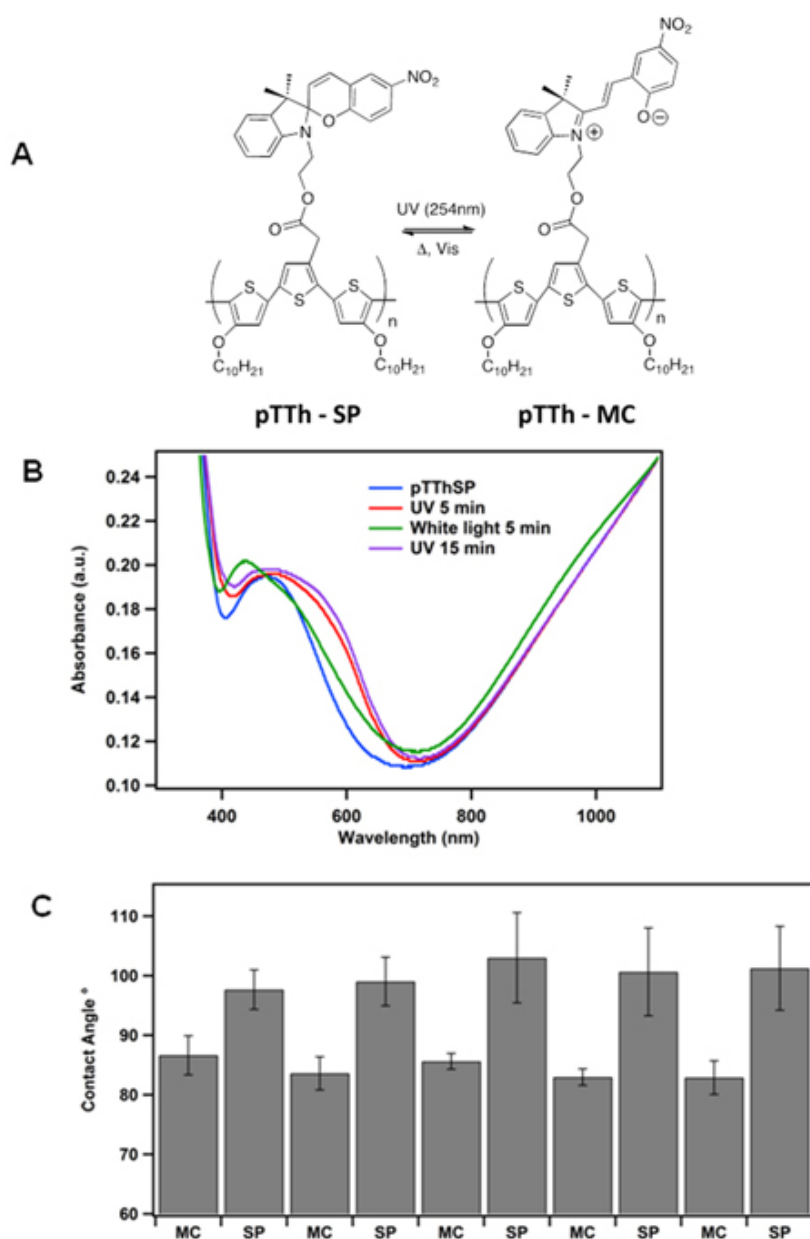 A
NO₂
O
N
O
O
S
S
S
n
O
C₁₀H₂₁
O
C₁₀H₂₁
UV (254nm)
Δ, Vis
NO₂
O⊖
N⊕
O
O
S
S
S
n
O
C₁₀H₂₁
O
C₁₀H₂₁
pTTh - SP
pTTh - MC
B
pTThSP
UV 5 min
White light 5 min
UV 15 min
0.24
0.22
0.20
0.18
0.16
0.14
0.12
0.10
Absorbance (a.u.)
400 600 800 1000
Wavelength (nm)
C
110
100
90
80
70
60
Contact Angle °
MC SP MC SP MC SP MC SP MC SP